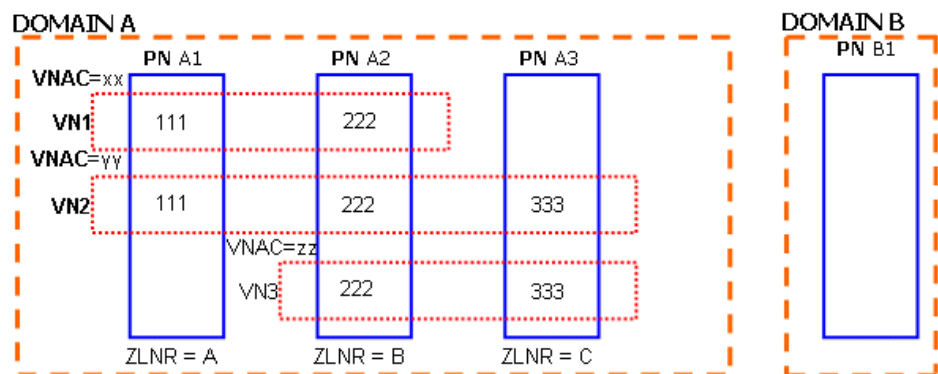 DOMAIN A
DOMAIN B
PN A1 PN A2 PN A3
PN B1
VNAC=xx
VN1 111 222
VNAC=yy
VN2 111 222 333
VNAC=zz
VN3 222 333
ZLNR = A ZLNR = B ZLNR = C